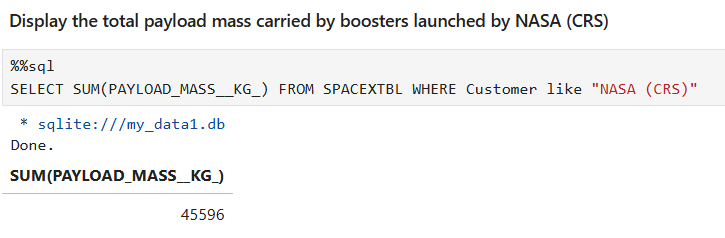 Display the total payload mass carried by boosters launched by NASA (CRS)
%%sql
SELECT SUM(PAYLOAD_MASS__KG_) FROM SPACEXTBL WHERE Customer like "NASA (CRS)"
* sqlite:///my_data1.db
Done.
SUM(PAYLOAD_MASS__KG_)
45596